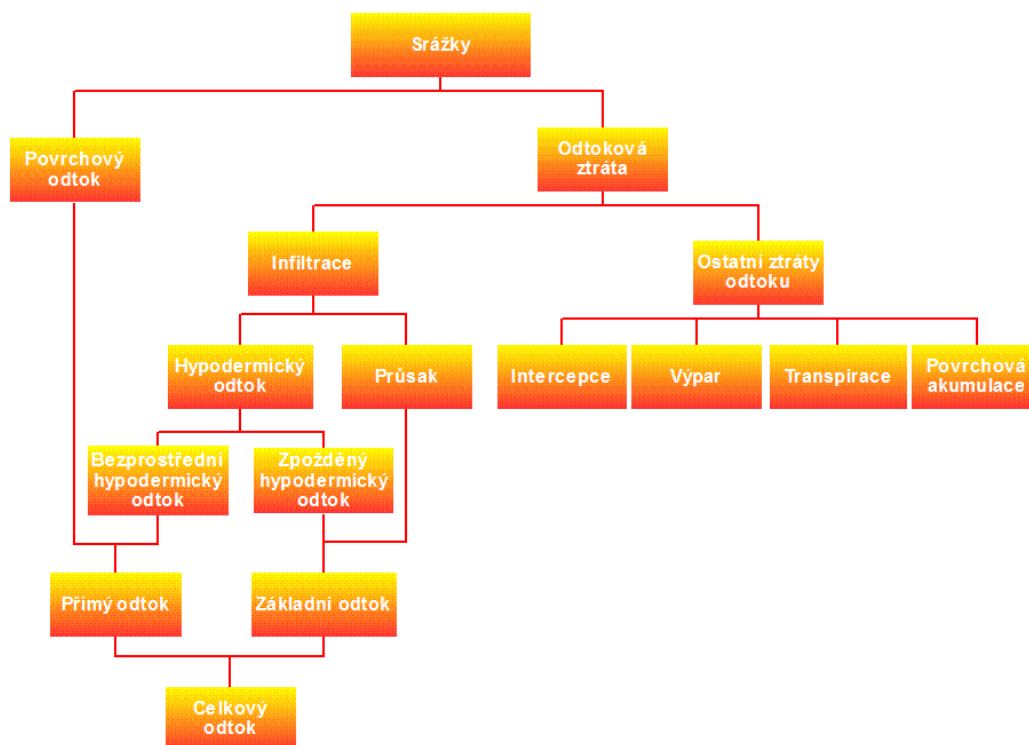 Srážky
Povrchový
odtok
Odtoková
ztráta
Infiltrace
Ostatní ztráty
odtoku
Hypodermický
odtok
Průsak
Intercepce
Výpar
Transpirace
Povrchová
akumulace
Bezprostřední
hypodermický
odtok
Zpožděný
hypodermický
odtok
Přímý odtok
Základní odtok
Celkový
odtok